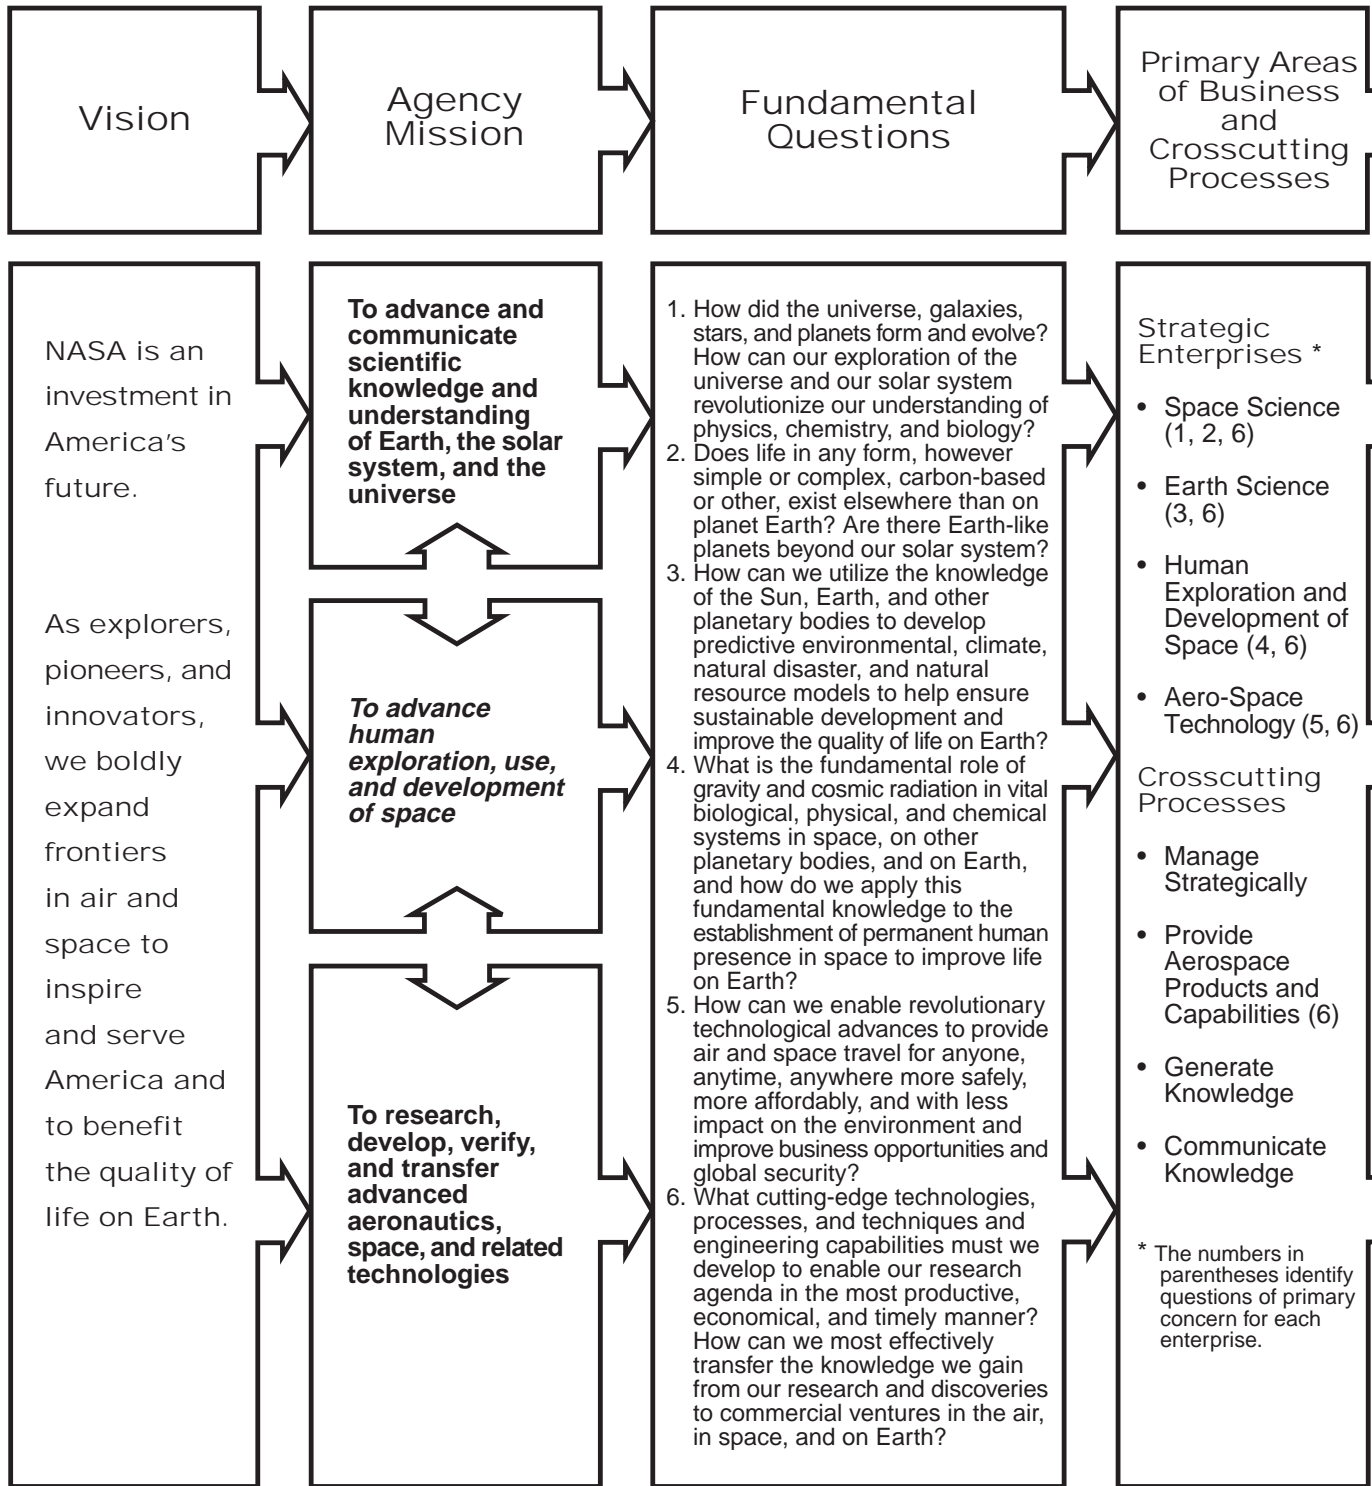 Vision
Agency
Mission
Fundamental
Questions
Primary Areas
of Business
and
Crosscutting
Processes
NASA is an
investment in
America's
future.
As explorers,
pioneers, and
innovators,
we boldly
expand
frontiers
in air and
space to
inspire
and serve
America and
to benefit
the quality of
life on Earth.
To advance and
communicate
scientific
knowledge and
understanding
of Earth, the solar
system, and the
universe
To advance
human
exploration, use,
and development
of space
To research,
develop, verify,
and transfer
advanced
aeronautics,
space, and related
technologies
1. How did the universe, galaxies,
stars, and planets form and evolve?
How can our exploration of the
universe and our solar system
revolutionize our understanding of
physics, chemistry, and biology?
2. Does life in any form, however
simple or complex, carbon-based
or other, exist elsewhere than on
planet Earth? Are there Earth-like
planets beyond our solar system?
3. How can we utilize the knowledge
of the Sun, Earth, and other
planetary bodies to develop
predictive environmental, climate,
natural disaster, and natural
resource models to help ensure
sustainable development and
improve the quality of life on Earth?
4. What is the fundamental role of
gravity and cosmic radiation in vital
biological, physical, and chemical
systems in space, on other
planetary bodies, and on Earth,
and how do we apply this
fundamental knowledge to the
establishment of permanent human
presence in space to improve life
on Earth?
5. How can we enable revolutionary
technological advances to provide
air and space travel for anyone,
anytime, anywhere more safely,
more affordably, and with less
impact on the environment and
improve business opportunities and
global security?
6. What cutting-edge technologies,
processes, and techniques and
engineering capabilities must we
develop to enable our research
agenda in the most productive,
economical, and timely manner?
How can we most effectively
transfer the knowledge we gain
from our research and discoveries
to commercial ventures in the air,
in space, and on Earth?
Strategic
Enterprises *
• Space Science
(1, 2, 6)
• Earth Science
(3, 6)
• Human
Exploration and
Development of
Space (4, 6)
• Aero-Space
Technology (5, 6)
Crosscutting
Processes
• Manage
Strategically
• Provide
Aerospace
Products and
Capabilities (6)
• Generate
Knowledge
• Communicate
Knowledge
* The numbers in
parentheses identify
questions of primary
concern for each
enterprise.